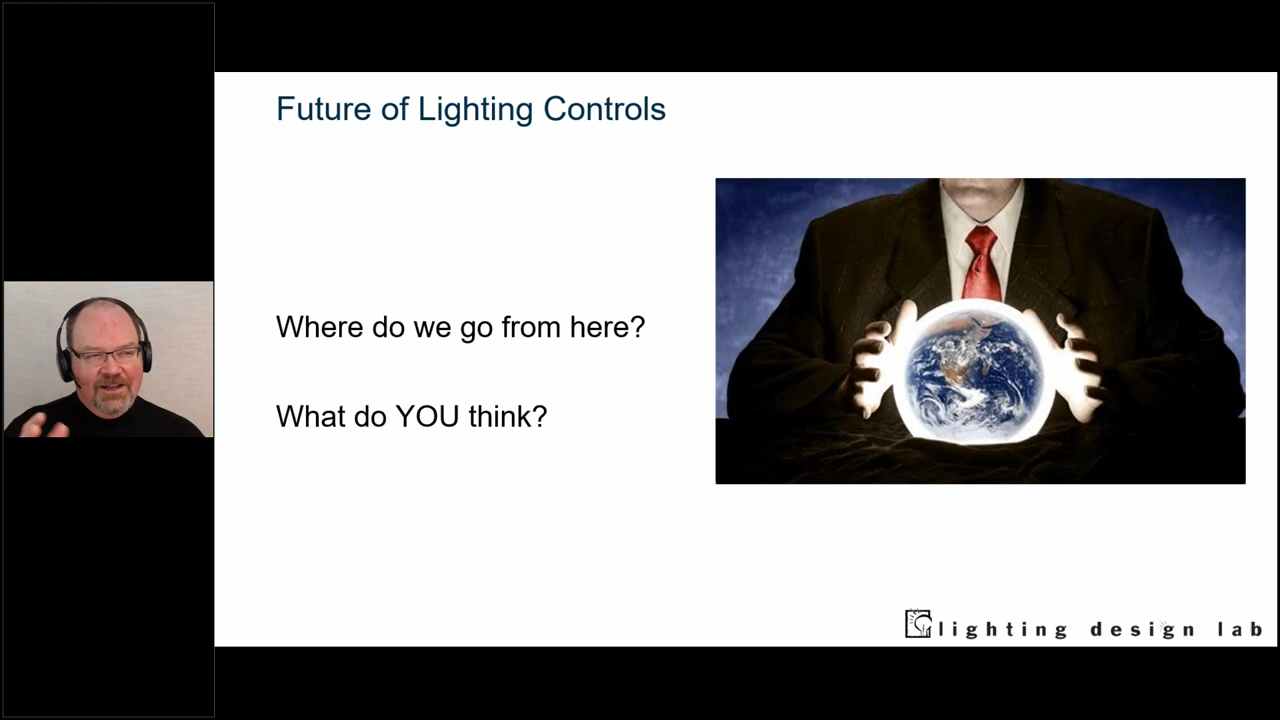 Future of Lighting Controls
Where do we go from here?
What do YOU think?
lighting design lab